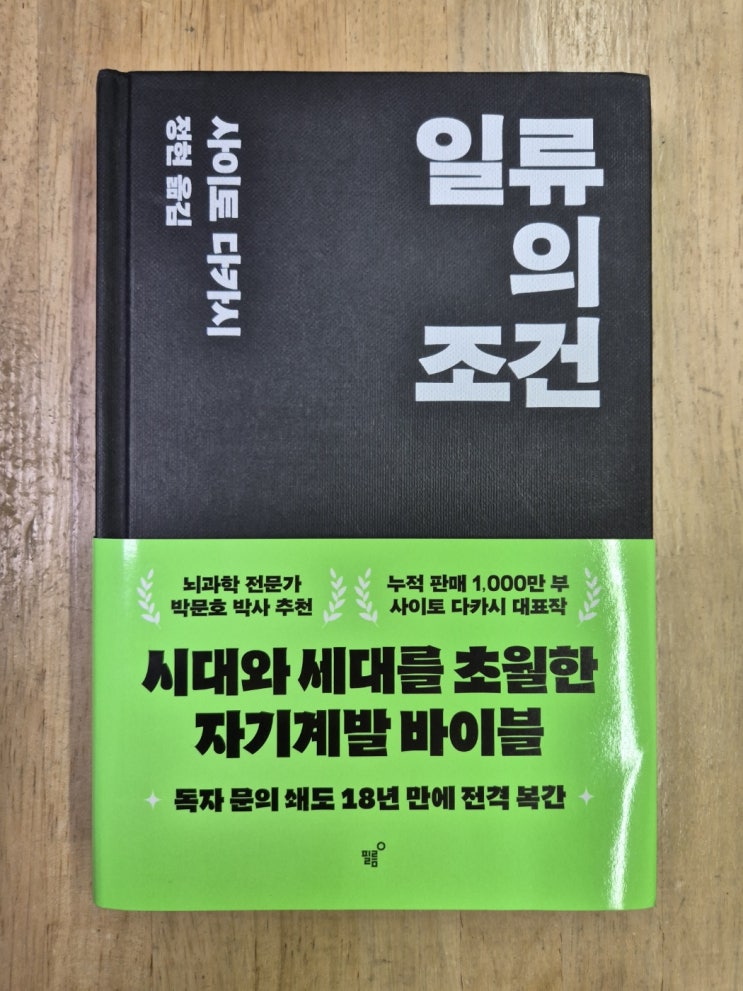 일류
의
조건
사이토 다카시
정현 옮김
뇌과학 전문가
박문호 박사 추천
누적 판매 1,000만 부
사이토 다카시 대표작
시대와 세대를 초월한
자기계발 바이블
독자 문의 쇄도 18년 만에 전격 복간
필름